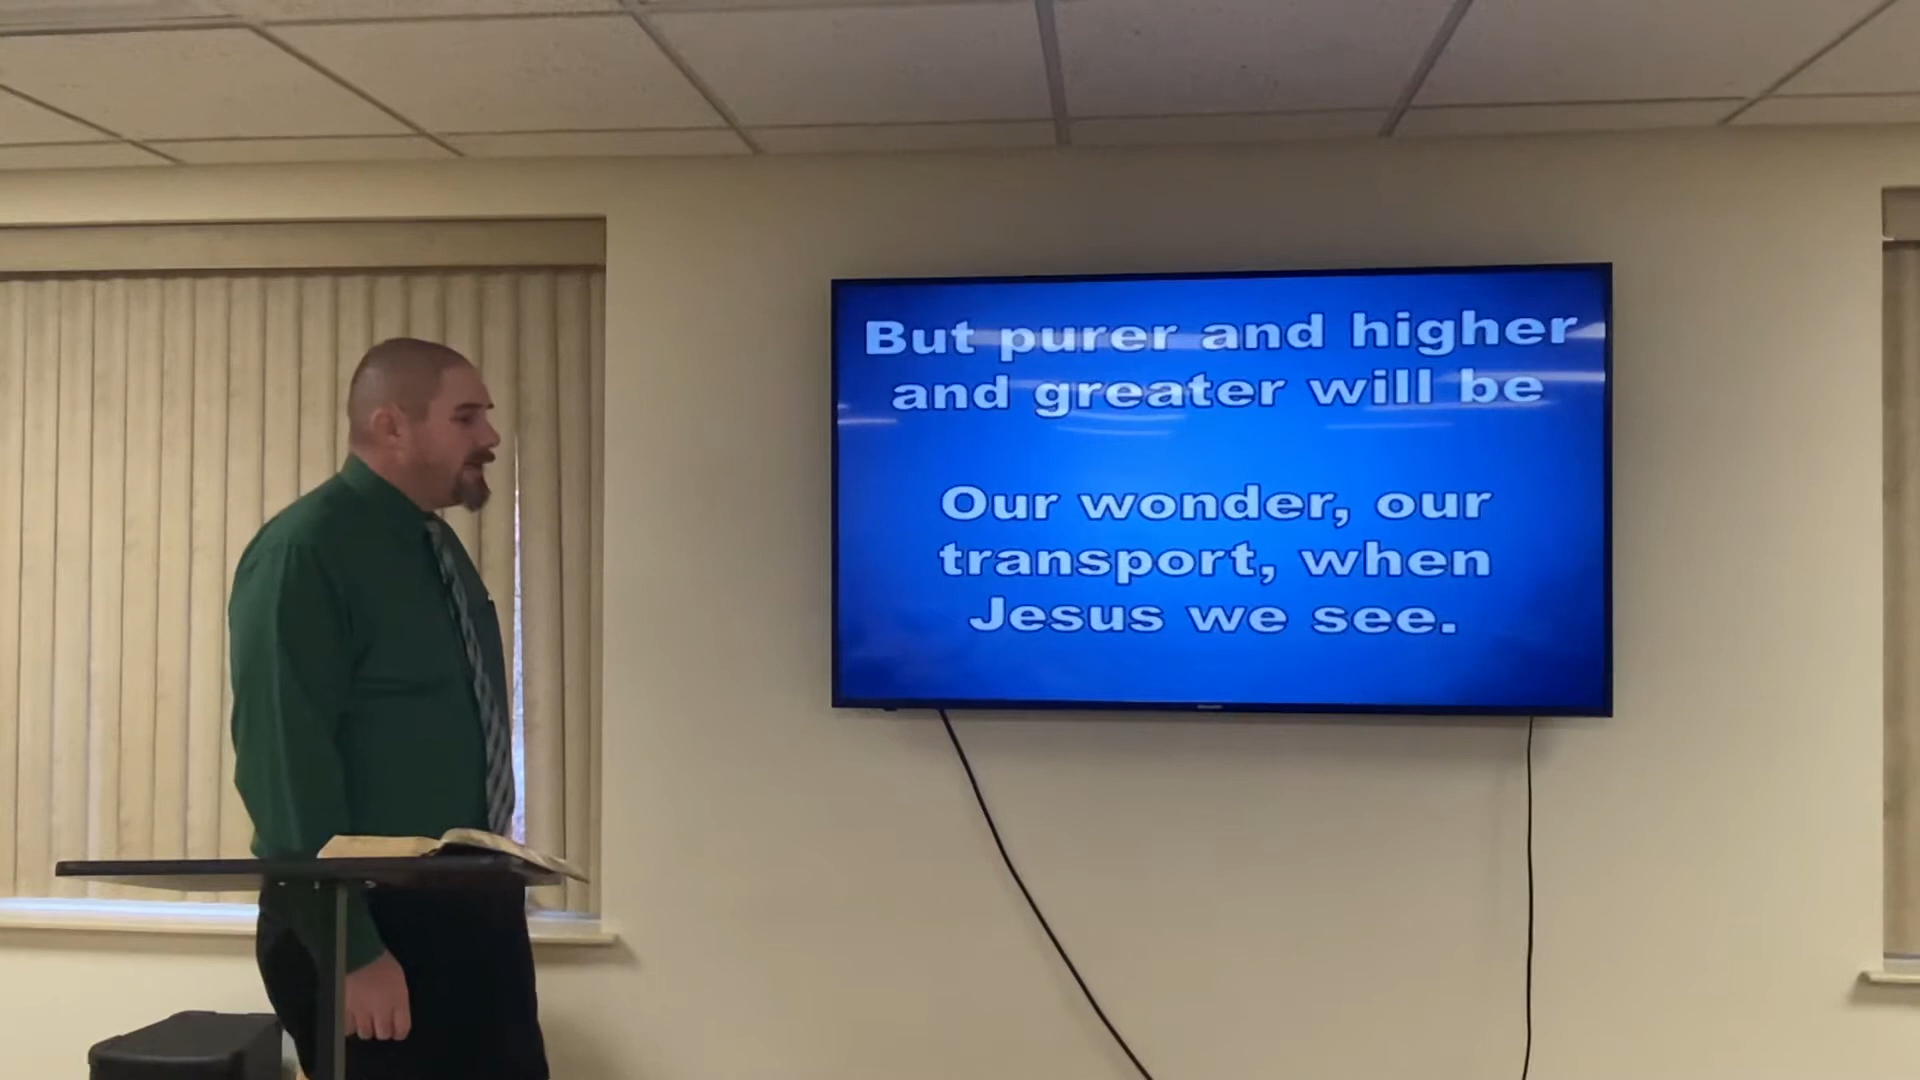 But purer and higher
and greater will be
Our wonder, our
transport, when
Jesus we see.